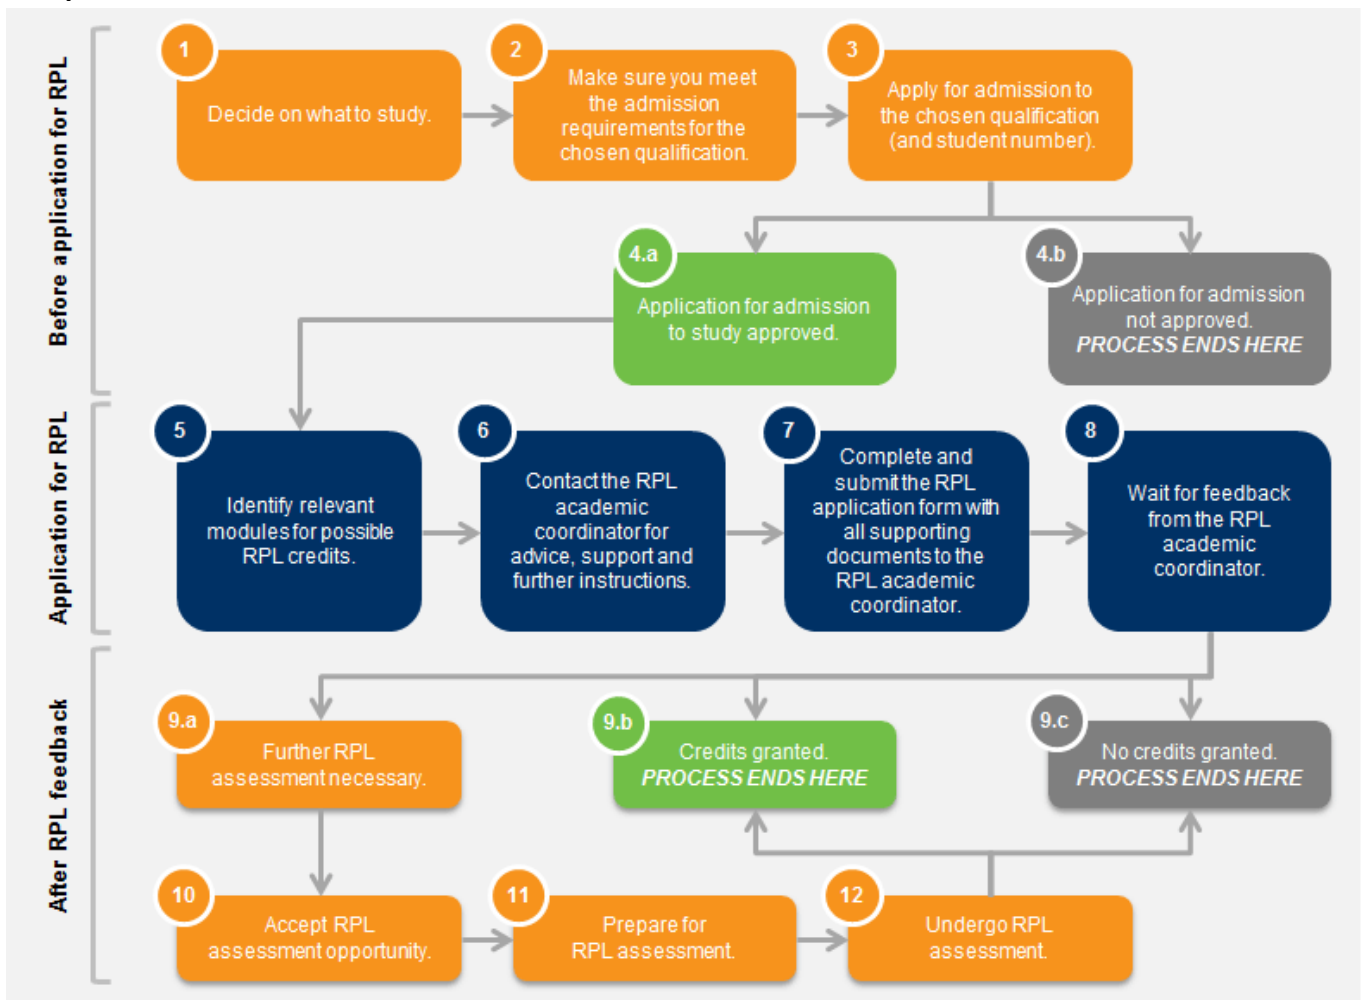 Before application for RPL
1
Decide on what to study.
2
Make sure you meet
the admission
requirements for the
chosen qualification.
3
Apply for admission to
the chosen qualification
(and student number).
4.a
Application for admission
to study approved.
4.b
Application for admission
not approved.
PROCESS ENDS HERE
Application for RPL
5
Identify relevant
modules for possible
RPL credits.
6
Contact the RPL
academic
coordinator for
advice, support and
further instructions.
7
Complete and
submit the RPL
application form with
all supporting
documents to the
RPL academic
coordinator.
8
Wait for feedback
from the RPL
academic
coordinator.
After RPL feedback
9.a
Further RPL
assessment necessary.
9.b
Credits granted.
PROCESS ENDS HERE
9.c
No credits granted.
PROCESS ENDS HERE
10
Accept RPL
assessment opportunity.
11
Prepare for
RPL assessment.
12
Undergo RPL
assessment.